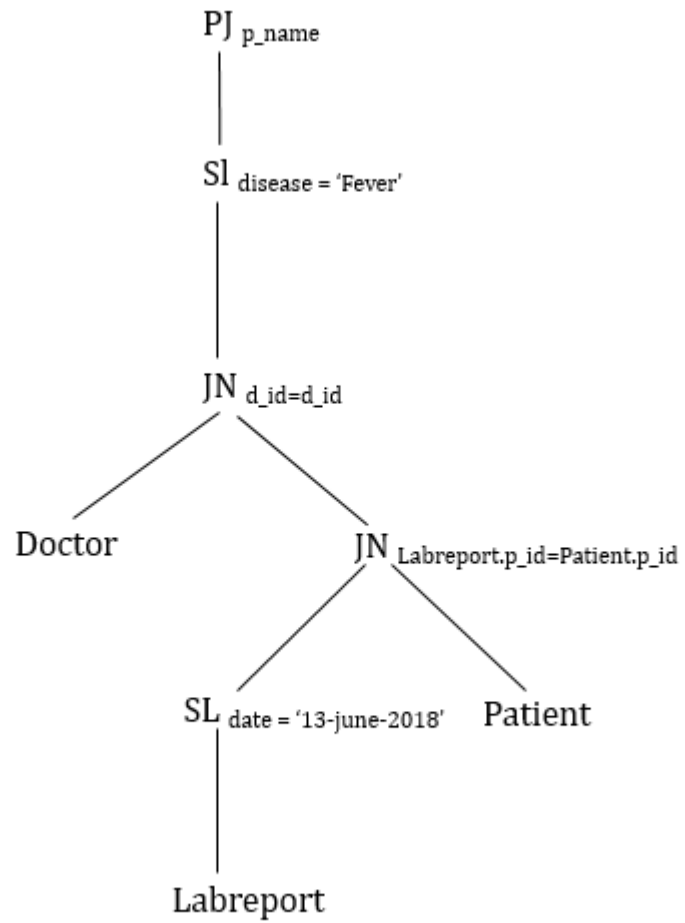 PJ p_name
Sl disease = ‘Fever’
JN d_id=d_id
Doctor
JN Labreport.p_id=Patient.p_id
SL date = ‘13-june-2018’
Patient
Labreport